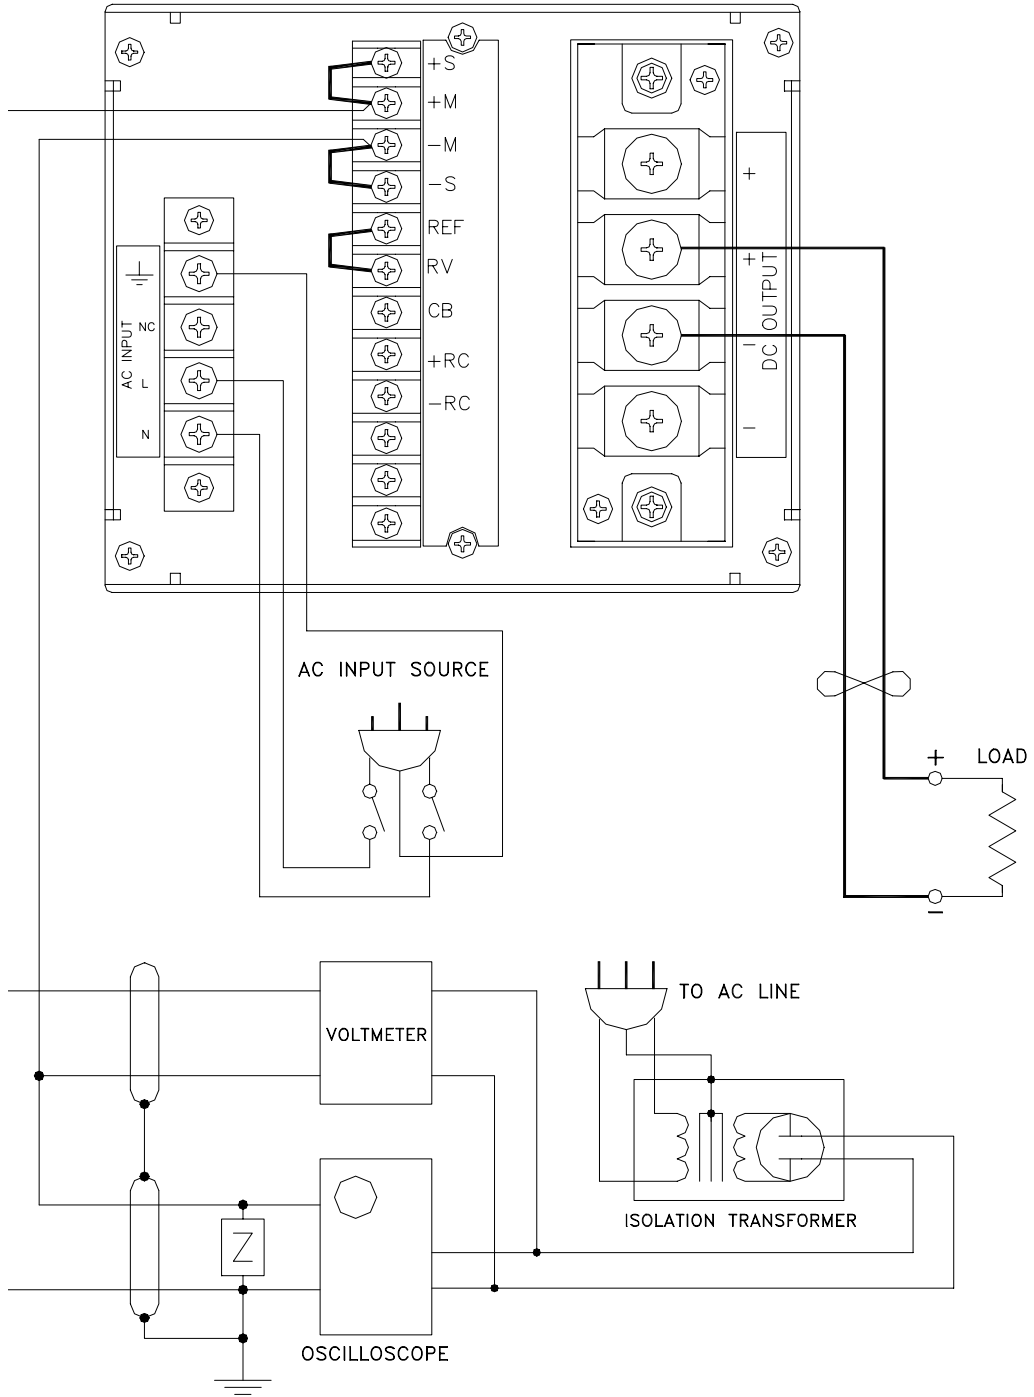 +S
+M
−M
−S
REF
RV
CB
+RC
−RC
AC INPUT
NC
L
N
+
+
−
−
DC OUTPUT
AC INPUT SOURCE
+ LOAD
−
VOLTMETER
TO AC LINE
ISOLATION TRANSFORMER
Z
OSCILLOSCOPE